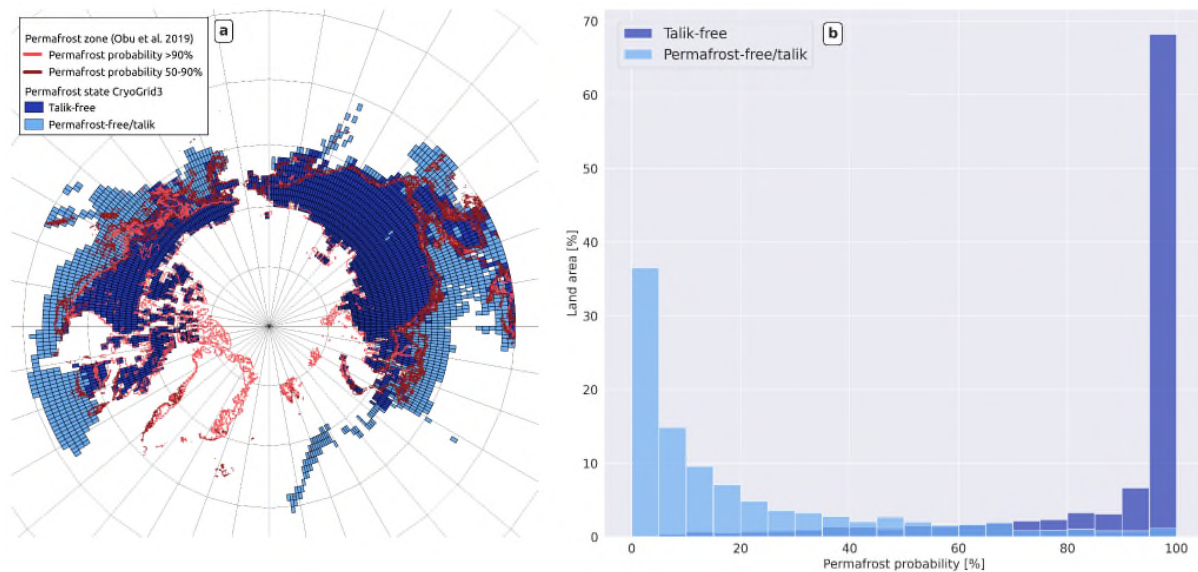 a
Permafrost zone (Obu et al. 2019)
Permafrost probability >90%
Permafrost probability 50-90%
Permafrost state CryoGrid3
Talik-free
Permafrost-free/talik
b
Talik-free
Permafrost-free/talik
70
60
50
40
30
20
10
0
Land area [%]
0 20 40 60 80 100
Permafrost probability [%]